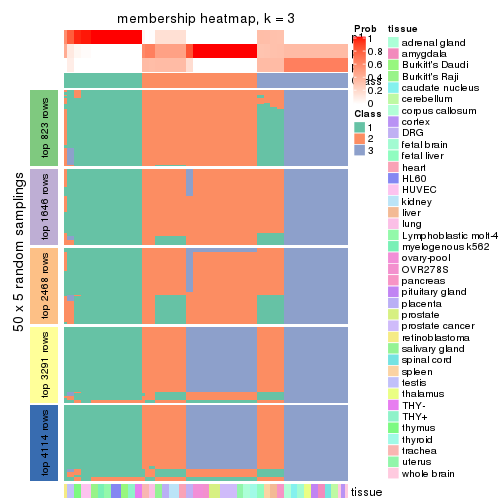 membership heatmap, k = 3
50 x 5 random samplings
top 823 rows
top 1646 rows
top 2468 rows
top 3291 rows
top 4114 rows
Prob
1
0.8
0.6
0.4
0.2
0
Class
1
2
3
tissue
adrenal gland
amygdala
Burkitt's Daudi
Burkitt's Raji
caudate nucleus
cerebellum
corpus callosum
cortex
DRG
fetal brain
fetal liver
heart
HL60
HUVEC
kidney
liver
lung
Lymphoblastic molt-4
myelogenous k562
ovary-pool
OVR278S
pancreas
pituitary gland
placenta
prostate
prostate cancer
retinoblastoma
salivary gland
spinal cord
spleen
testis
thalamus
THY-
THY+
thymus
thyroid
trachea
uterus
whole brain
tissue